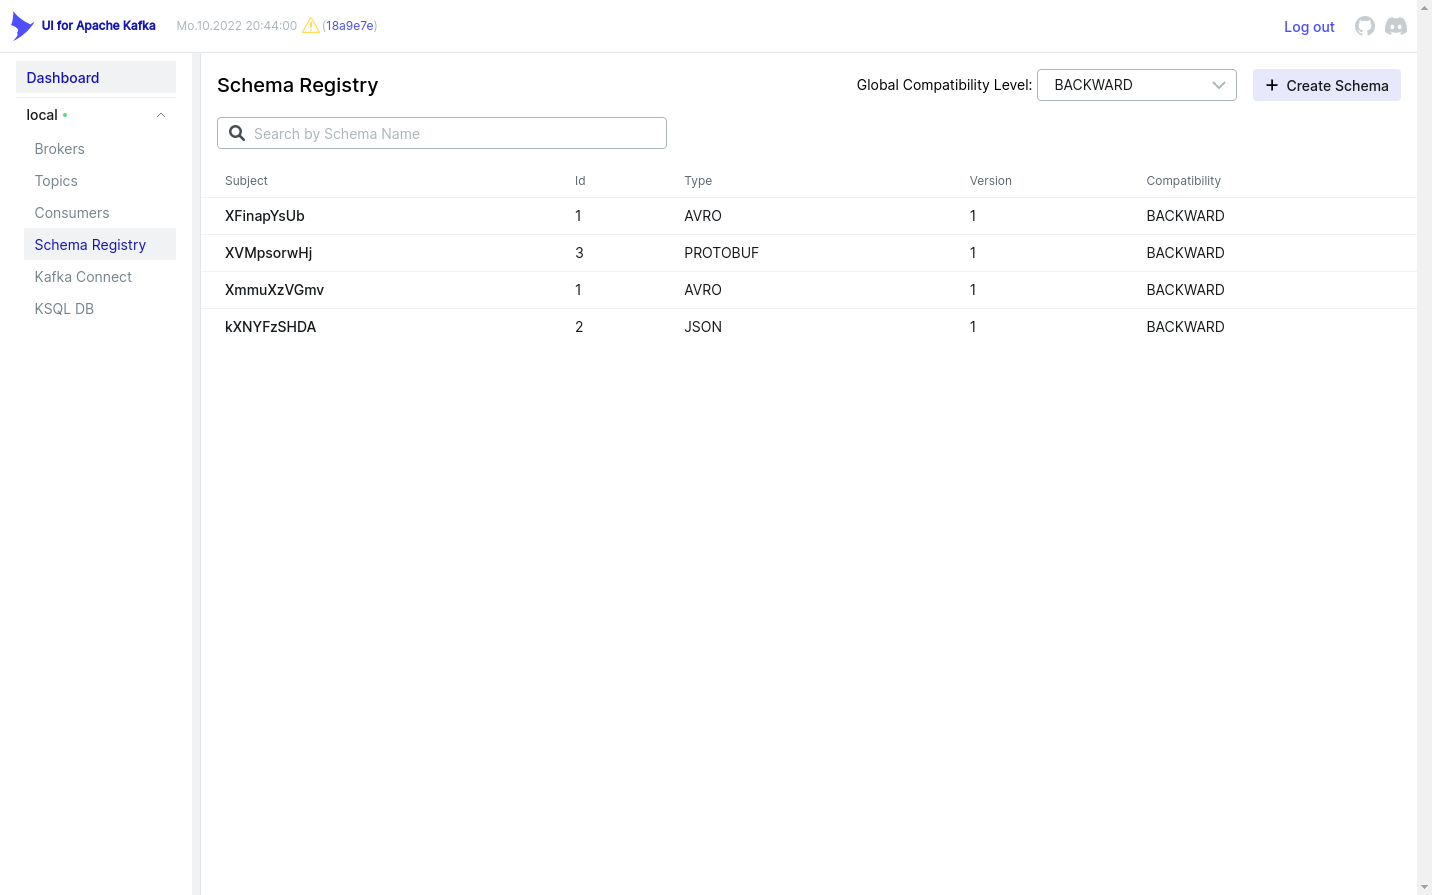 UI for Apache Kafka Mo.10.2022 20:44:00 (18a9e7e) Log out
Dashboard
local
Brokers
Topics
Consumers
Schema Registry
Kafka Connect
KSQL DB
Schema Registry Global Compatibility Level: BACKWARD Create Schema
Search by Schema Name
Subject Id Type Version Compatibility
XFinapYsUb 1 AVRO 1 BACKWARD
XVMpsorwHj 3 PROTOBUF 1 BACKWARD
XmmuXzVGmv 1 AVRO 1 BACKWARD
kXNYFzSHDA 2 JSON 1 BACKWARD